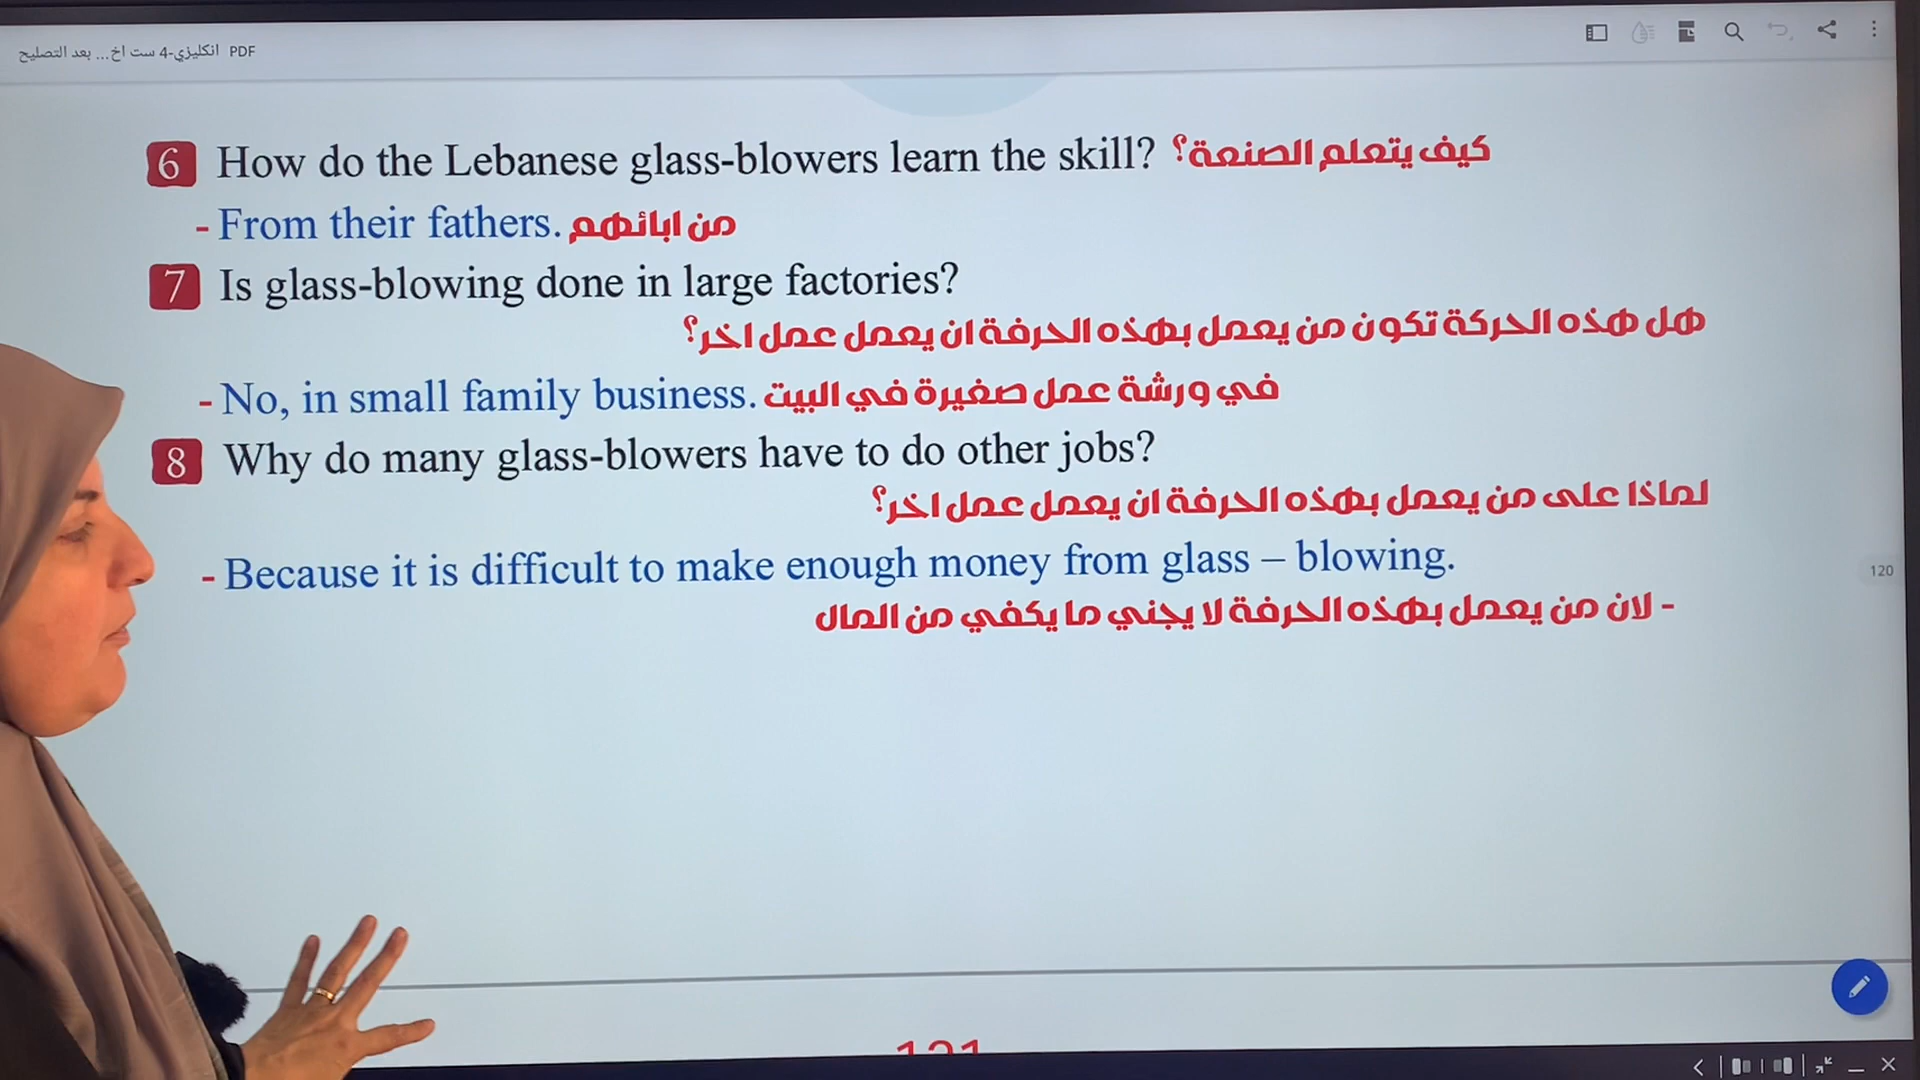 انكليزي-4 ست اخ... بعد التصليح PDF
6 How do the Lebanese glass-blowers learn the skill? كيف يتعلم الصنعة؟
- From their fathers. من ابائهم
7 Is glass-blowing done in large factories?
هل هذه الحركة تكون من يعمل بهذه الحرفة ان يعمل عمل اخر؟
- No, in small family business. في ورشة عمل صغيرة في البيت
8 Why do many glass-blowers have to do other jobs?
لماذا على من يعمل بهذه الحرفة ان يعمل عمل اخر؟
- Because it is difficult to make enough money from glass – blowing.
- لان من يعمل بهذه الحرفة لا يجني ما يكفي من المال
120
121